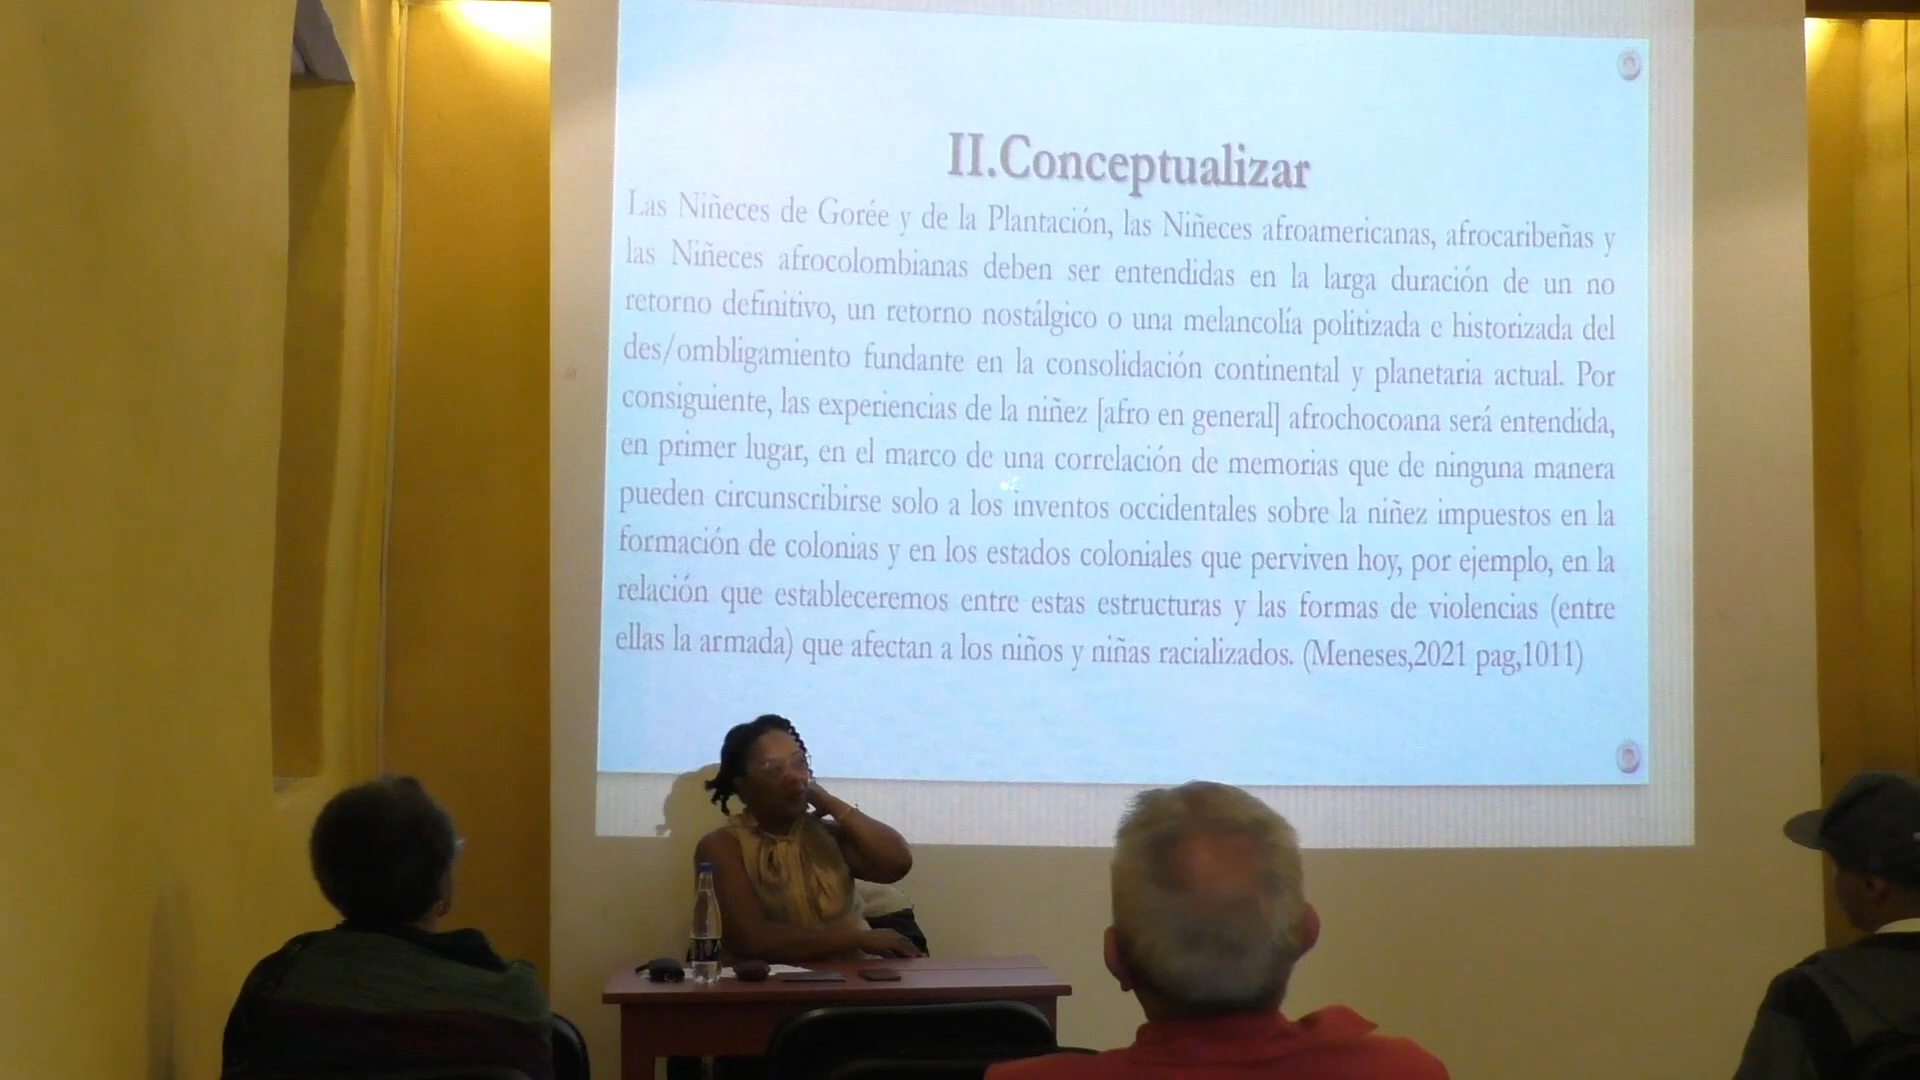 II.Conceptualizar
Las Niñeces de Gorée y de la Plantación, las Niñeces afroamericanas, afrocaribeñas y
las Niñeces afrocolombianas deben ser entendidas en la larga duración de un no
retorno definitivo, un retorno nostálgico o una melancolía politizada e historizada del
des/ombligamiento fundante en la consolidación continental y planetaria actual. Por
consiguiente, las experiencias de la niñez [afro en general] afrochocoana será entendida,
en primer lugar, en el marco de una correlación de memorias que de ninguna manera
pueden circunscribirse solo a los inventos occidentales sobre la niñez impuestos en la
formación de colonias y en los estados coloniales que perviven hoy, por ejemplo, en la
relación que estableceremos entre estas estructuras y las formas de violencias (entre
ellas la armada) que afectan a los niños y niñas racializados. (Meneses,2021 pag,1011)